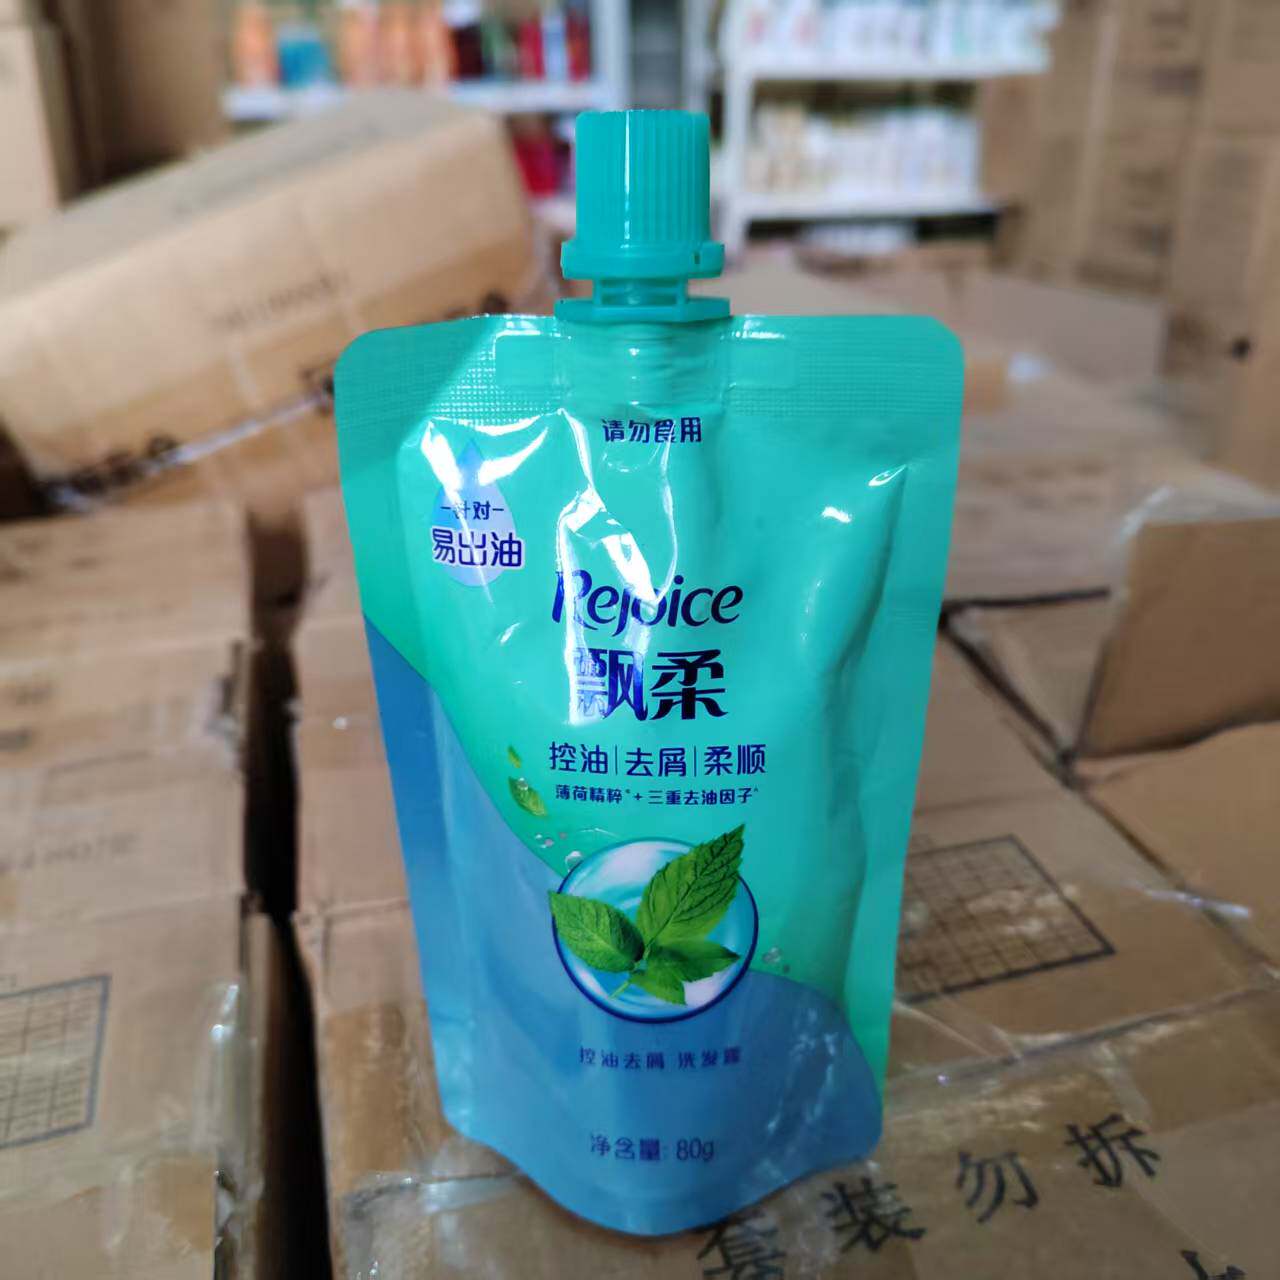 请勿食用
针对
易出油
Rejoice
飘柔
控油|去屑|柔顺
薄荷精粹*+三重去油因子^
控油去屑 洗发露
净含量: 80g
套装勿拆